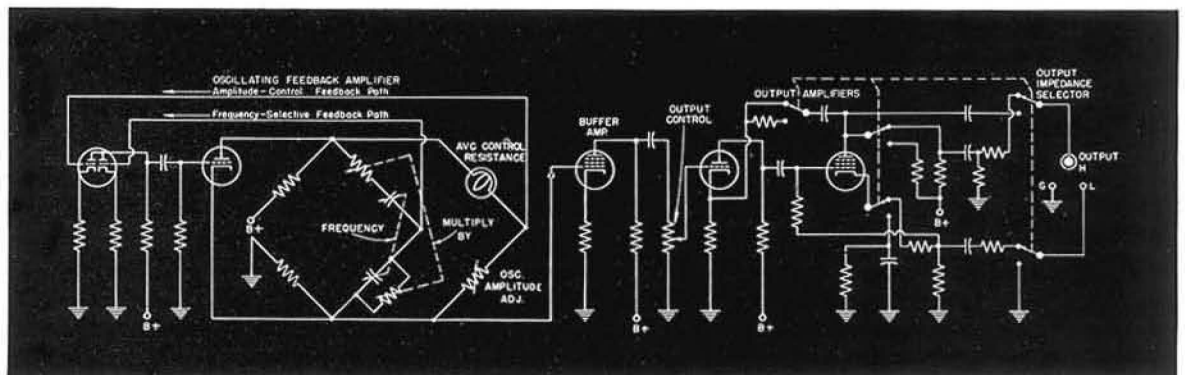 OSCILLATING FEEDBACK AMPLIFIER
Amplitude-Control Feedback Path
Frequency-Selective Feedback Path
AVC CONTROL
RESISTANCE
B+
FREQUENCY
MULTIPLY
BY
OSC.
AMPLITUDE
ADJ.
B+
BUFFER
AMP.
OUTPUT
CONTROL
OUTPUT AMPLIFIERS
OUTPUT
IMPEDANCE
SELECTOR
OUTPUT
H
G
L
B+
B+
B+